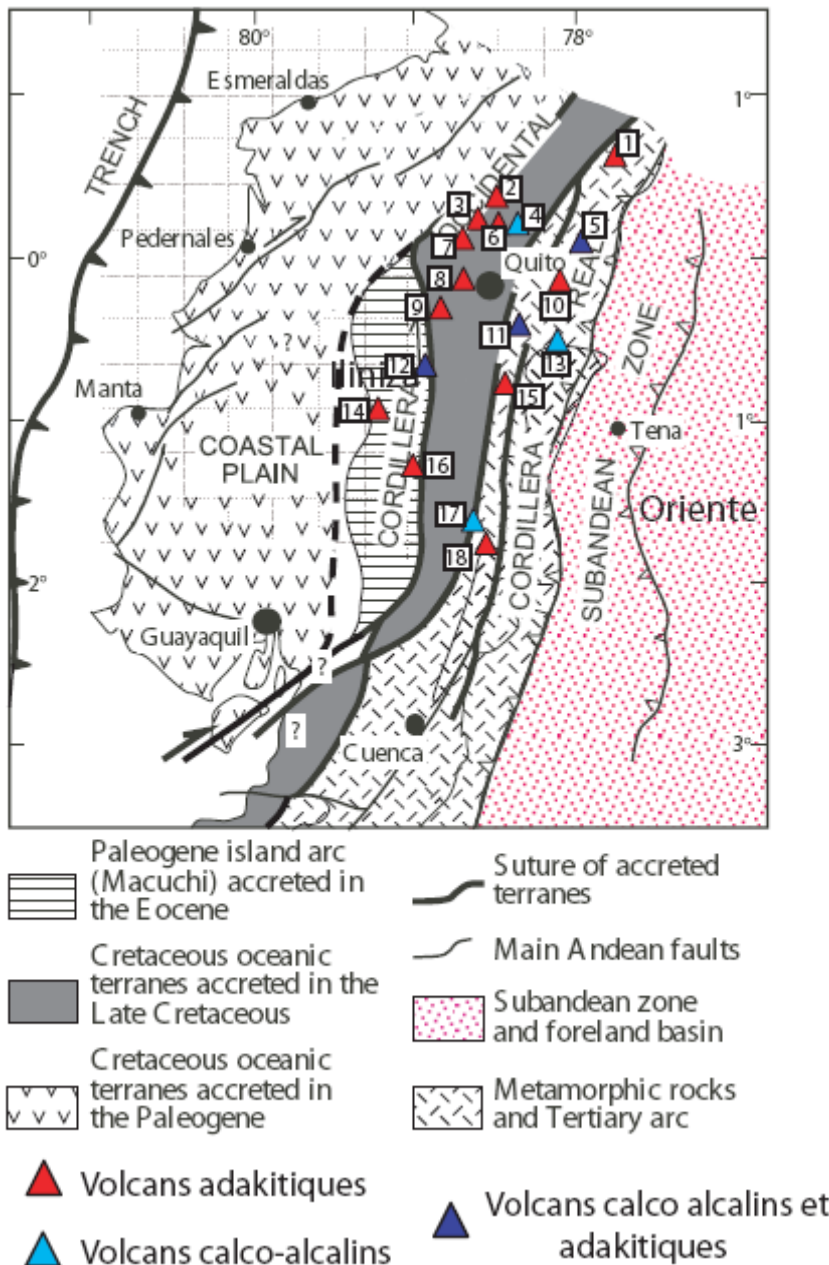 80°
78°
Esmeraldas
1°
TRENCH
OCCIDENTAL
1
2
3
4
5
Pedernales
7
6
0°
Quito
REAL
8
10
9
11
ZONE
?
12
Iliniza
13
Manta
14
15
1°
Tena
COASTAL
PLAIN
CORDILLERA
16
CORDILLERA
SUBANDEAN
Oriente
17
18
2°
Guayaquil
?
?
Cuenca
3°
Paleogene island arc
(Macuchi) accreted in
the Eocene
Cretaceous oceanic
terranes accreted in the
Late Cretaceous
Cretaceous oceanic
terranes accreted in
the Paleogene
Suture of accreted
terranes
Main Andean faults
Subandean zone
and foreland basin
Metamorphic rocks
and Tertiary arc
Volcans adakitiques
Volcans calco-alcalins
Volcans calco alcalins et
adakitiques